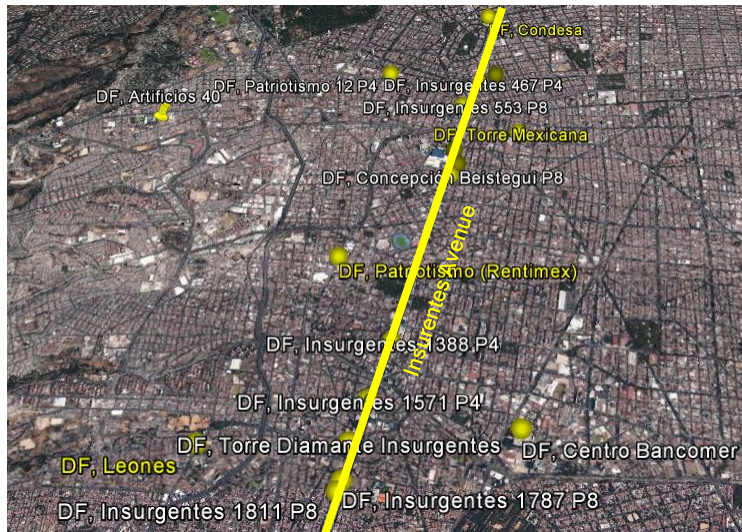 DF, Condesa
DF, Patriotismo 12 P4
DF, Insurgentes 467 P4
DF, Artificios 40
DF, Insurgentes 553 P8
DF, Torre Mexicana
DF, Concepción Beistegui P8
Insurentes Avenue
DF, Patriotismo (Rentimex)
DF, Insurgentes 1388 P4
DF, Insurgentes 1571 P4
DF, Torre Diamante Insurgentes
DF, Centro Bancomer
DF, Leones
DF, Insurgentes 1787 P8
DF, Insurgentes 1811 P8